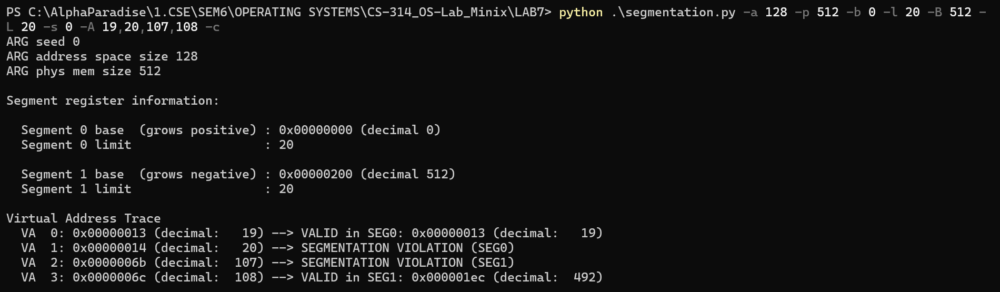 PS C:\AlphaParadise\1.CSE\SEM6\OPERATING SYSTEMS\CS-314_OS-Lab_Minix\LAB7> python .\segmentation.py -a 128 -p 512 -b 0 -l 20 -B 512 -
L 20 -s 0 -A 19,20,107,108 -c
ARG seed 0
ARG address space size 128
ARG phys mem size 512

Segment register information:

  Segment 0 base  (grows positive) : 0x00000000 (decimal 0)
  Segment 0 limit                  : 20

  Segment 1 base  (grows negative) : 0x00000200 (decimal 512)
  Segment 1 limit                  : 20

Virtual Address Trace
  VA  0: 0x00000013 (decimal:   19) --> VALID in SEG0: 0x00000013 (decimal:   19)
  VA  1: 0x00000014 (decimal:   20) --> SEGMENTATION VIOLATION (SEG0)
  VA  2: 0x0000006b (decimal:  107) --> SEGMENTATION VIOLATION (SEG1)
  VA  3: 0x0000006c (decimal:  108) --> VALID in SEG1: 0x000001ec (decimal:  492)